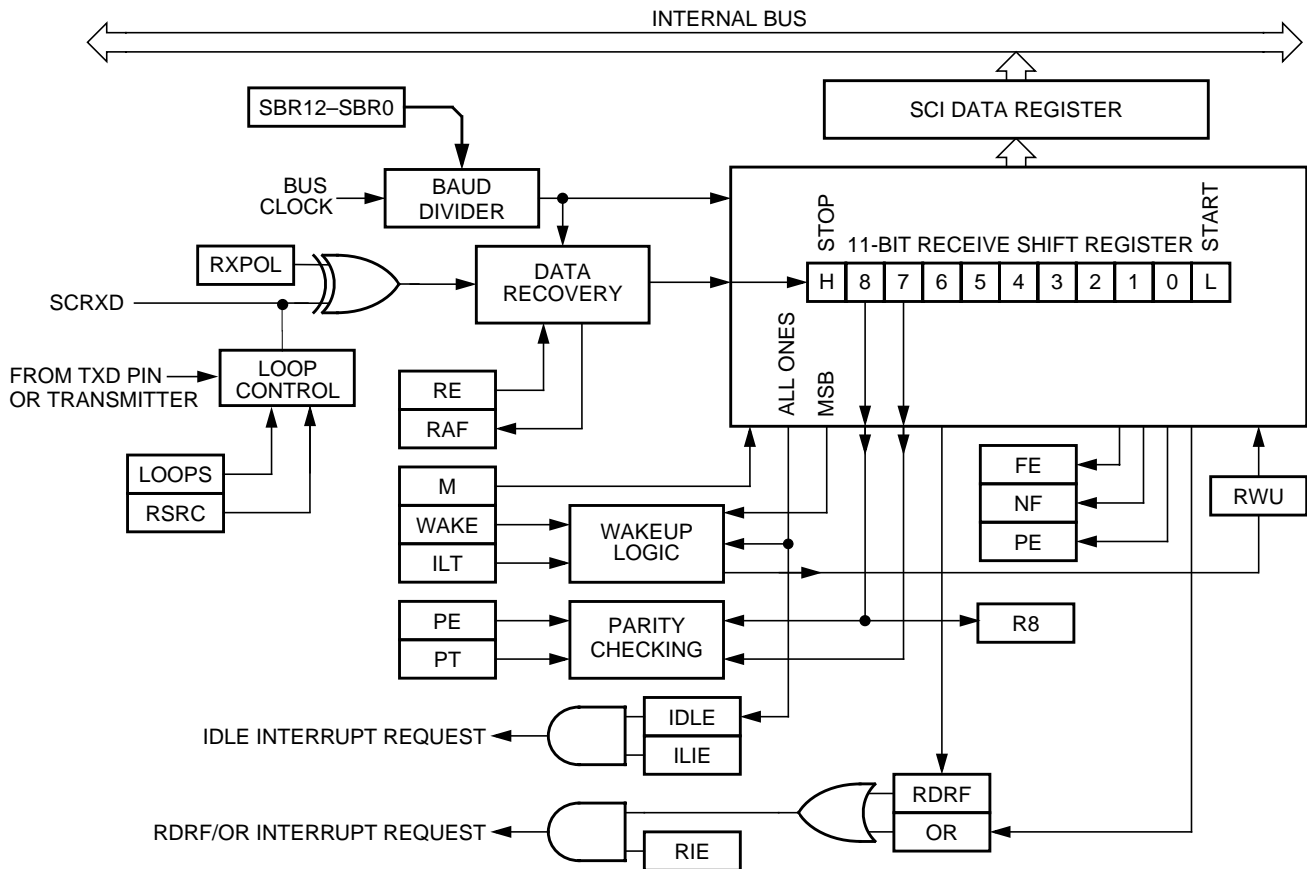 INTERNAL BUS
SBR12–SBR0
SCI DATA REGISTER
BUS
CLOCK
BAUD
DIVIDER
STOP
11-BIT RECEIVE SHIFT REGISTER
START
H 8 7 6 5 4 3 2 1 0 L
RXPOL
DATA
RECOVERY
SCRXD
ALL ONES
MSB
LOOP
CONTROL
FROM TXD PIN
OR TRANSMITTER
RE
RAF
LOOPS
RSRC
M
WAKE
ILT
WAKEUP
LOGIC
FE
NF
PE
RWU
PE
PT
PARITY
CHECKING
R8
IDLE INTERRUPT REQUEST
IDLE
ILIE
RDRF
OR
RDRF/OR INTERRUPT REQUEST
RIE